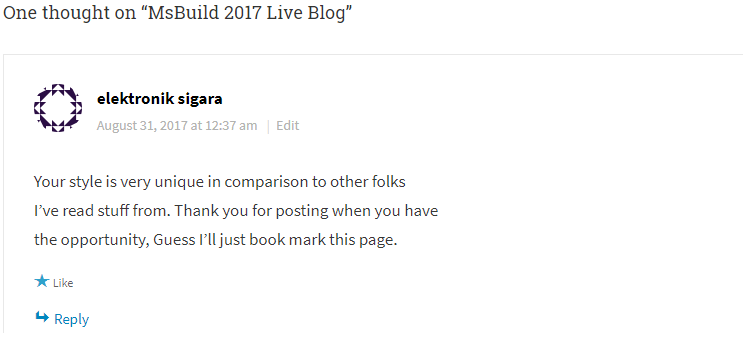 One thought on “MsBuild 2017 Live Blog”
elektronik sigara
August 31, 2017 at 12:37 am | Edit
Your style is very unique in comparison to other folks
I’ve read stuff from. Thank you for posting when you have
the opportunity, Guess I’ll just book mark this page.
Like
Reply